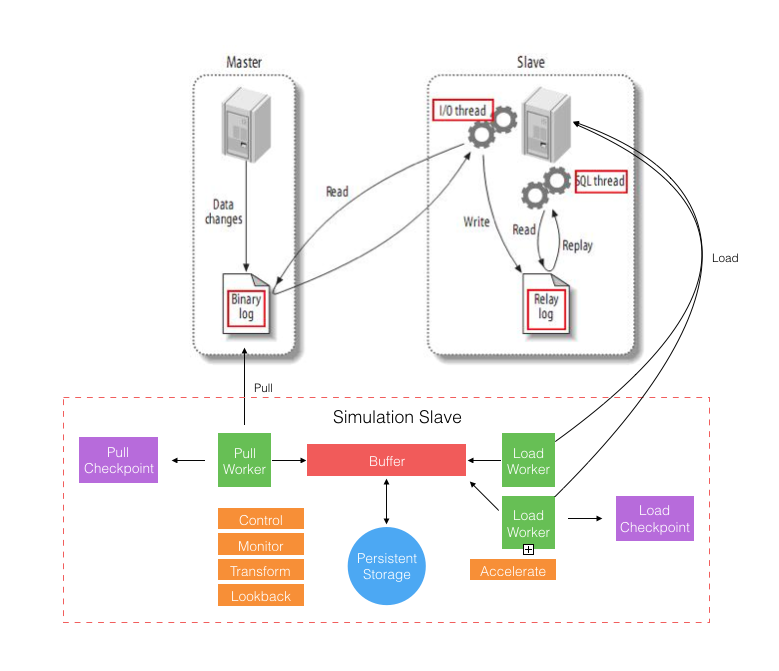 Master
Slave
I/O thread
SQL thread
Read
Data
changes
Write
Read
Replay
Load
Binary
log
Relay
log
Pull
Simulation Slave
Pull
Checkpoint
Pull
Worker
Buffer
Load
Worker
Load
Worker
Load
Checkpoint
Control
Monitor
Transform
Lookback
Persistent
Storage
Accelerate